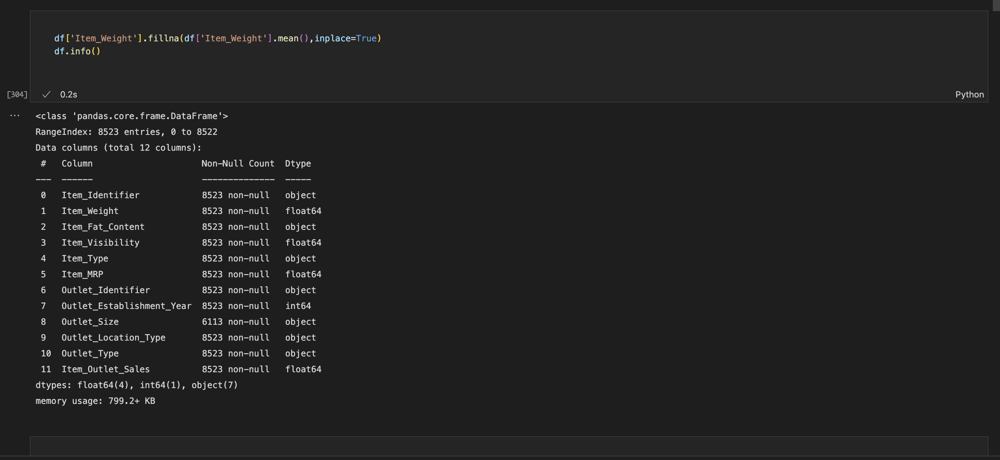 df['Item_Weight'].fillna(df['Item_Weight'].mean(),inplace=True)
df.info()
[304] ✓ 0.2s Python
... <class 'pandas.core.frame.DataFrame'>
RangeIndex: 8523 entries, 0 to 8522
Data columns (total 12 columns):
 #   Column                     Non-Null Count  Dtype
---  ------                     --------------  -----
 0   Item_Identifier            8523 non-null   object
 1   Item_Weight                8523 non-null   float64
 2   Item_Fat_Content           8523 non-null   object
 3   Item_Visibility            8523 non-null   float64
 4   Item_Type                  8523 non-null   object
 5   Item_MRP                   8523 non-null   float64
 6   Outlet_Identifier          8523 non-null   object
 7   Outlet_Establishment_Year  8523 non-null   int64
 8   Outlet_Size                6113 non-null   object
 9   Outlet_Location_Type       8523 non-null   object
 10  Outlet_Type                8523 non-null   object
 11  Item_Outlet_Sales          8523 non-null   float64
dtypes: float64(4), int64(1), object(7)
memory usage: 799.2+ KB